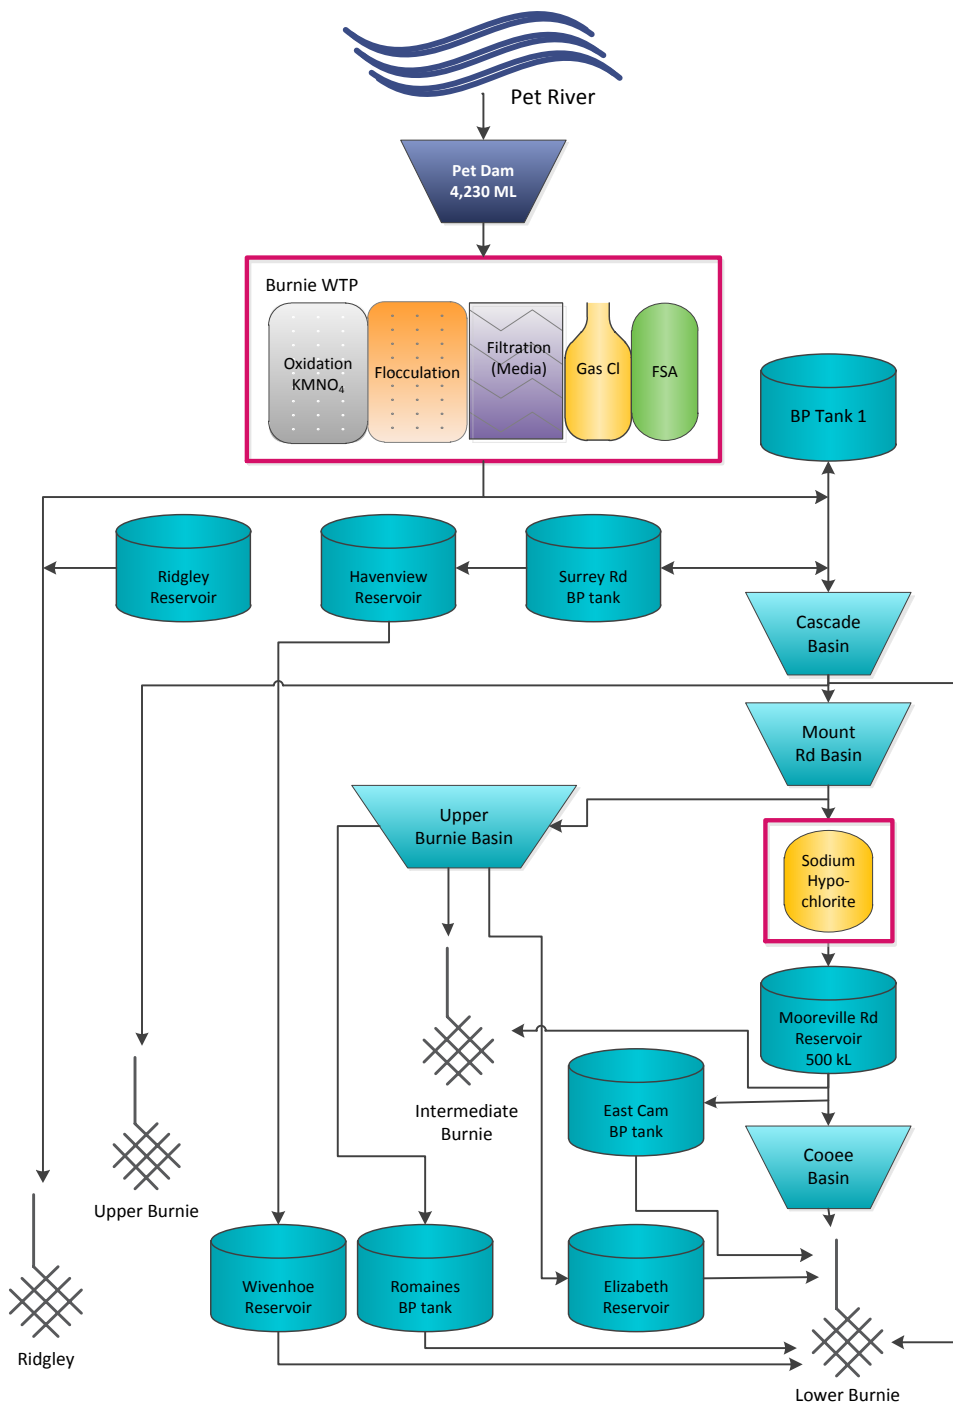 Pet River
Pet Dam
4,230 ML
Burnie WTP
Oxidation
KMNO₄
Flocculation
Filtration
(Media)
Gas Cl
FSA
BP Tank 1
Ridgley
Reservoir
Havenview
Reservoir
Surrey Rd
BP tank
Cascade
Basin
Mount
Rd Basin
Upper
Burnie Basin
Sodium
Hypo-
chlorite
Mooreville Rd
Reservoir
500 kL
Intermediate
Burnie
East Cam
BP tank
Cooee
Basin
Upper Burnie
Wivenhoe
Reservoir
Romaines
BP tank
Elizabeth
Reservoir
Ridgley
Lower Burnie